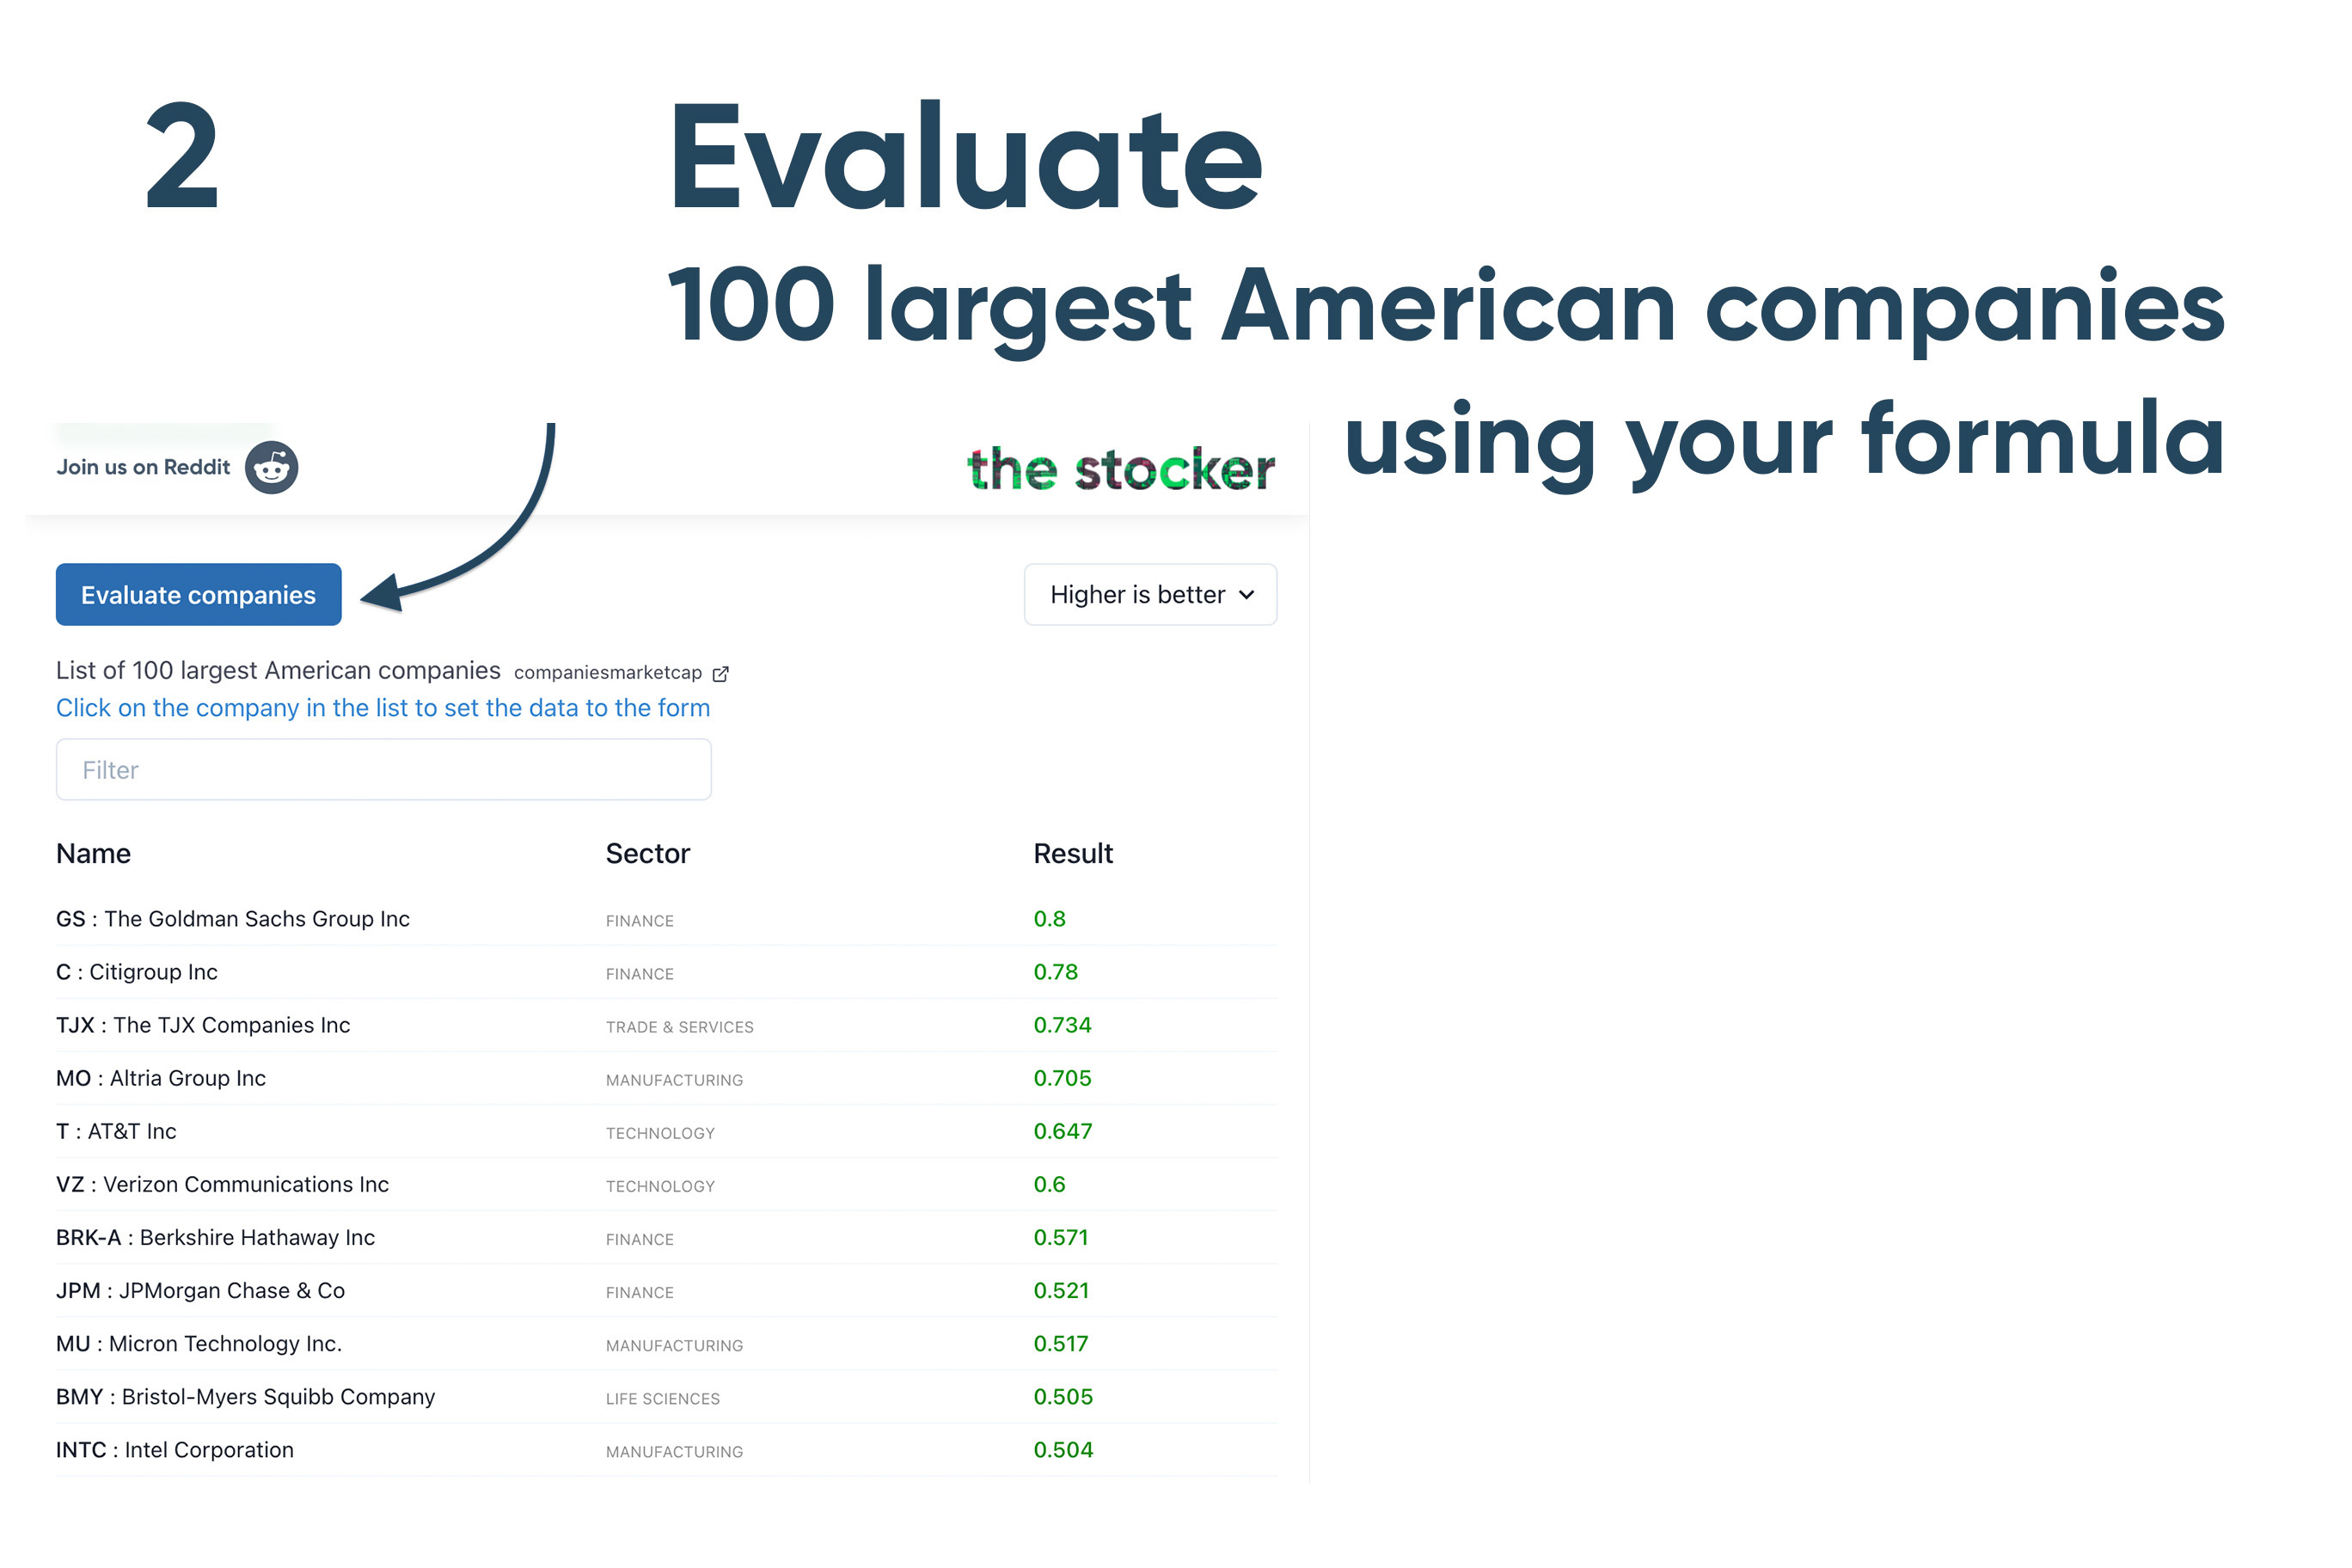 2
Evaluate
100 largest American companies
using your formula
Join us on Reddit
the stocker
Evaluate companies
Higher is better
List of 100 largest American companies companiesmarketcap
Click on the company in the list to set the data to the form
Filter
Name Sector Result
GS : The Goldman Sachs Group Inc FINANCE 0.8
C : Citigroup Inc FINANCE 0.78
TJX : The TJX Companies Inc TRADE & SERVICES 0.734
MO : Altria Group Inc MANUFACTURING 0.705
T : AT&T Inc TECHNOLOGY 0.647
VZ : Verizon Communications Inc TECHNOLOGY 0.6
BRK-A : Berkshire Hathaway Inc FINANCE 0.571
JPM : JPMorgan Chase & Co FINANCE 0.521
MU : Micron Technology Inc. MANUFACTURING 0.517
BMY : Bristol-Myers Squibb Company LIFE SCIENCES 0.505
INTC : Intel Corporation MANUFACTURING 0.504